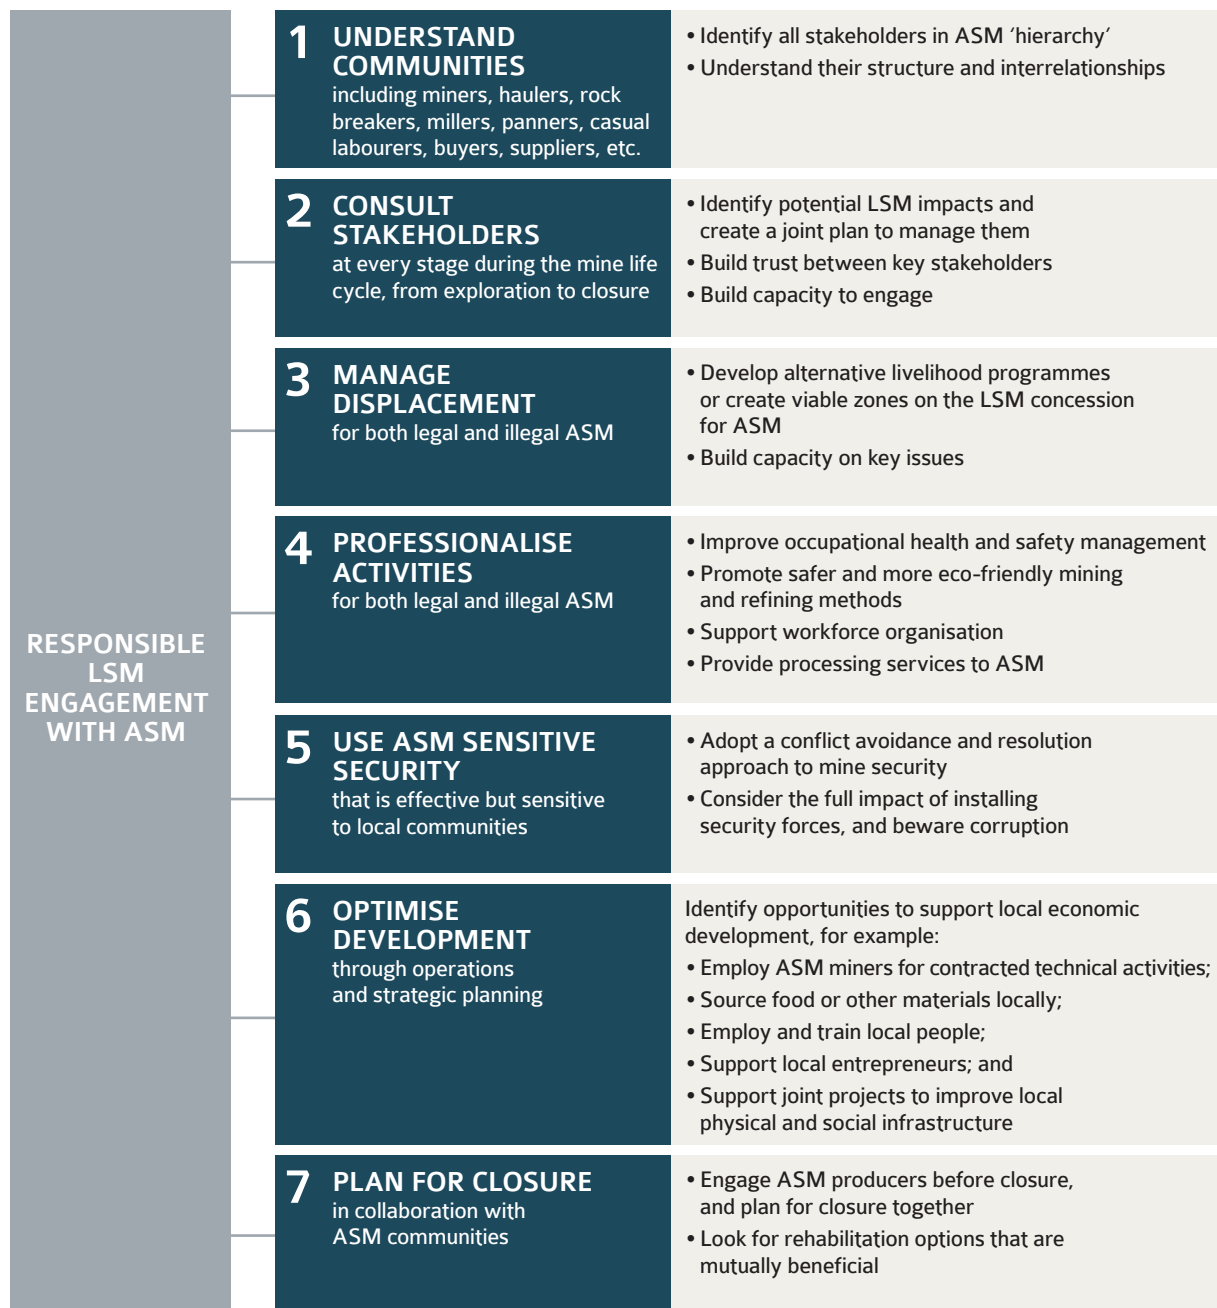 RESPONSIBLE
LSM
ENGAGEMENT
WITH ASM
1 UNDERSTAND
COMMUNITIES
including miners, haulers, rock
breakers, millers, panners, casual
labourers, buyers, suppliers, etc.
• Identify all stakeholders in ASM ‘hierarchy’
• Understand their structure and interrelationships
2 CONSULT
STAKEHOLDERS
at every stage during the mine life
cycle, from exploration to closure
• Identify potential LSM impacts and
create a joint plan to manage them
• Build trust between key stakeholders
• Build capacity to engage
3 MANAGE
DISPLACEMENT
for both legal and illegal ASM
• Develop alternative livelihood programmes
or create viable zones on the LSM concession
for ASM
• Build capacity on key issues
4 PROFESSIONALISE
ACTIVITIES
for both legal and illegal ASM
• Improve occupational health and safety management
• Promote safer and more eco-friendly mining
and refining methods
• Support workforce organisation
• Provide processing services to ASM
5 USE ASM SENSITIVE
SECURITY
that is effective but sensitive
to local communities
• Adopt a conflict avoidance and resolution
approach to mine security
• Consider the full impact of installing
security forces, and beware corruption
6 OPTIMISE
DEVELOPMENT
through operations
and strategic planning
Identify opportunities to support local economic
development, for example:
• Employ ASM miners for contracted technical activities;
• Source food or other materials locally;
• Employ and train local people;
• Support local entrepreneurs; and
• Support joint projects to improve local
physical and social infrastructure
7 PLAN FOR CLOSURE
in collaboration with
ASM communities
• Engage ASM producers before closure,
and plan for closure together
• Look for rehabilitation options that are
mutually beneficial